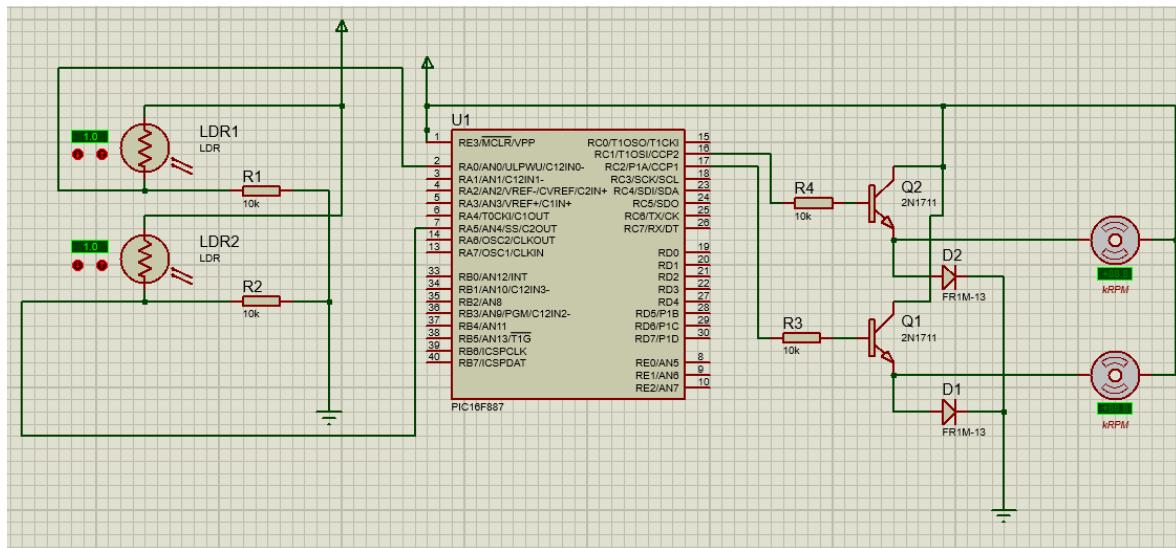 1.0
LDR1
LDR
R1
10k
1.0
LDR2
LDR
R2
10k
U1
1
RE3/MCLR/VPP
2
RA0/AN0/ULPWU/C12IN0-
3
RA1/AN1/C12IN1-
4
RA2/AN2/VREF-/CVREF/C2IN+
5
RA3/AN3/VREF+/C1IN+
6
RA4/T0CKI/C1OUT
7
RA5/AN4/SS/C2OUT
14
RA6/OSC2/CLKOUT
13
RA7/OSC1/CLKIN
33
RB0/AN12/INT
34
RB1/AN10/C12IN3-
35
RB2/AN8
36
RB3/AN9/PGM/C12IN2-
37
RB4/AN11
38
RB5/AN13/T1G
39
RB6/ICSPCLK
40
RB7/ICSPDAT
RC0/T1OSO/T1CKI
15
RC1/T1OSI/CCP2
16
RC2/P1A/CCP1
17
RC3/SCK/SCL
18
RC4/SDI/SDA
23
RC5/SDO
24
RC6/TX/CK
25
RC7/RX/DT
26
RD0
19
RD1
20
RD2
21
RD3
22
RD4
27
RD5/P1B
28
RD6/P1C
29
RD7/P1D
30
RE0/AN5
8
RE1/AN6
9
RE2/AN7
10
PIC16F887
R4
10k
Q2
2N1711
D2
FR1M-13
kRPM
R3
10k
Q1
2N1711
D1
FR1M-13
kRPM